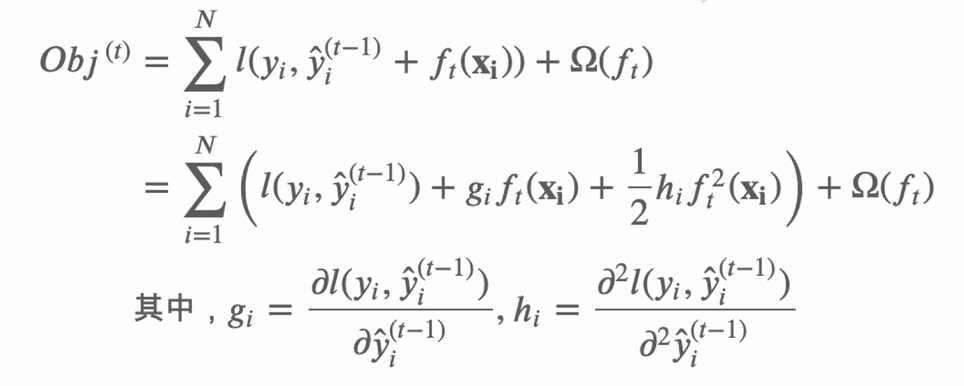 Obj^{(t)} = \sum_{i=1}^{N} l(y_i, \hat{y}_i^{(t-1)} + f_t(\mathbf{x_i})) + \Omega(f_t)
= \sum_{i=1}^{N} \left( l(y_i, \hat{y}_i^{(t-1)}) + g_i f_t(\mathbf{x_i}) + \frac{1}{2} h_i f_t^2(\mathbf{x_i}) \right) + \Omega(f_t)
其中 , g_i = \frac{\partial l(y_i, \hat{y}_i^{(t-1)})}{\partial \hat{y}_i^{(t-1)}}, h_i = \frac{\partial^2 l(y_i, \hat{y}_i^{(t-1)})}{\partial^2 \hat{y}_i^{(t-1)}}